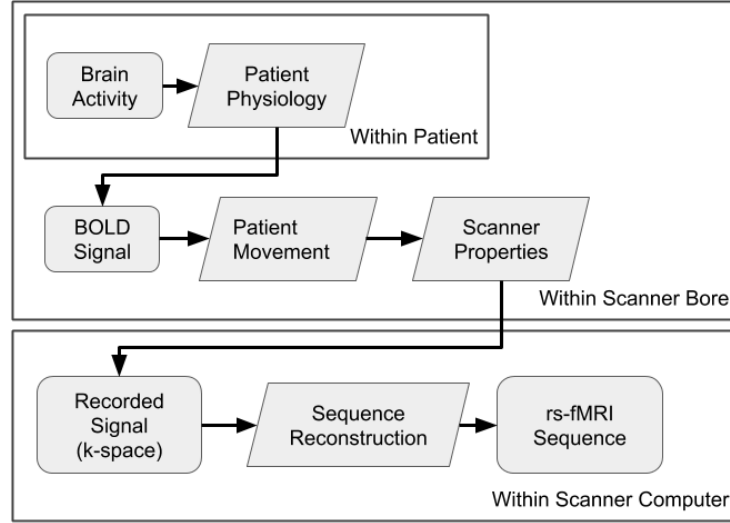 Brain
Activity
Patient
Physiology
Within Patient
BOLD
Signal
Patient
Movement
Scanner
Properties
Within Scanner Bore
Recorded
Signal
(k-space)
Sequence
Reconstruction
rs-fMRI
Sequence
Within Scanner Computer